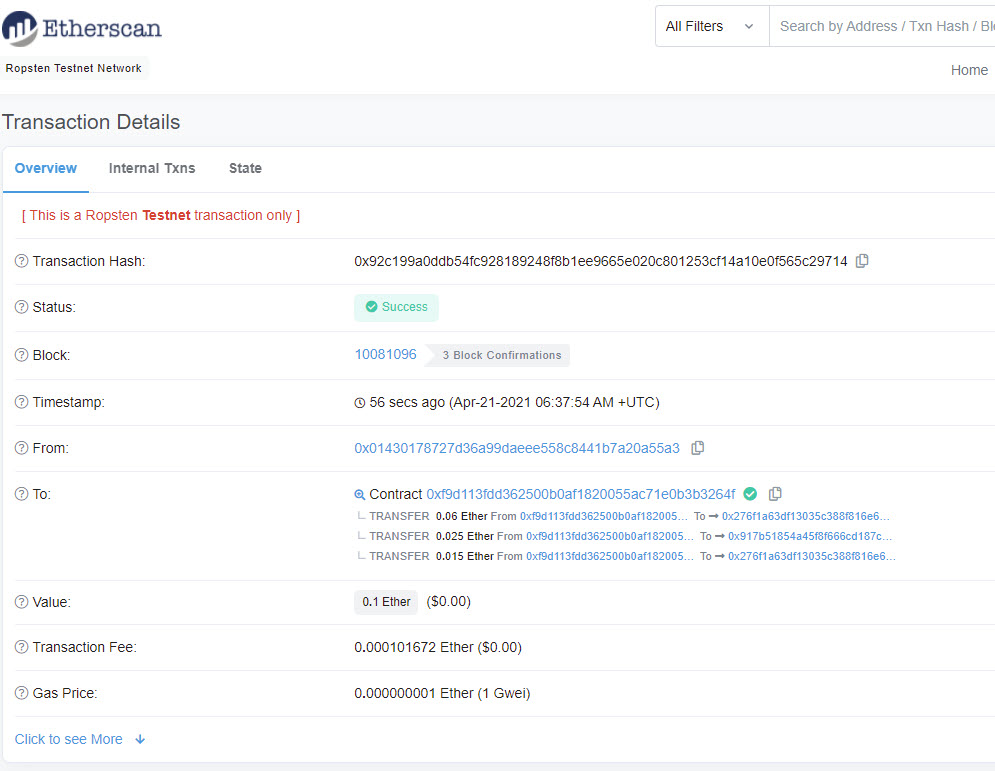 Etherscan
All Filters
Search by Address / Txn Hash /
Ropsten Testnet Network
Home
Transaction Details
Overview Internal Txns State
[ This is a Ropsten Testnet transaction only ]
Transaction Hash: 0x92c199a0ddb54fc928189248f8b1ee9665e020c801253cf14a10e0f565c29714
Status: Success
Block: 10081096 3 Block Confirmations
Timestamp: 56 secs ago (Apr-21-2021 06:37:54 AM +UTC)
From: 0x01430178727d36a99daeee558c8441b7a20a55a3
To: Contract 0xf9d113fdd362500b0af1820055ac71e0b3b3264f
TRANSFER 0.06 Ether From 0xf9d113fdd362500b0af182005... To → 0x276f1a63df13035c388f816e6...
TRANSFER 0.025 Ether From 0xf9d113fdd362500b0af182005... To → 0x917b51854a45f8f666cd187c...
TRANSFER 0.015 Ether From 0xf9d113fdd362500b0af182005... To → 0x276f1a63df13035c388f816e6...
Value: 0.1 Ether ($0.00)
Transaction Fee: 0.000101672 Ether ($0.00)
Gas Price: 0.000000001 Ether (1 Gwei)
Click to see More ↓